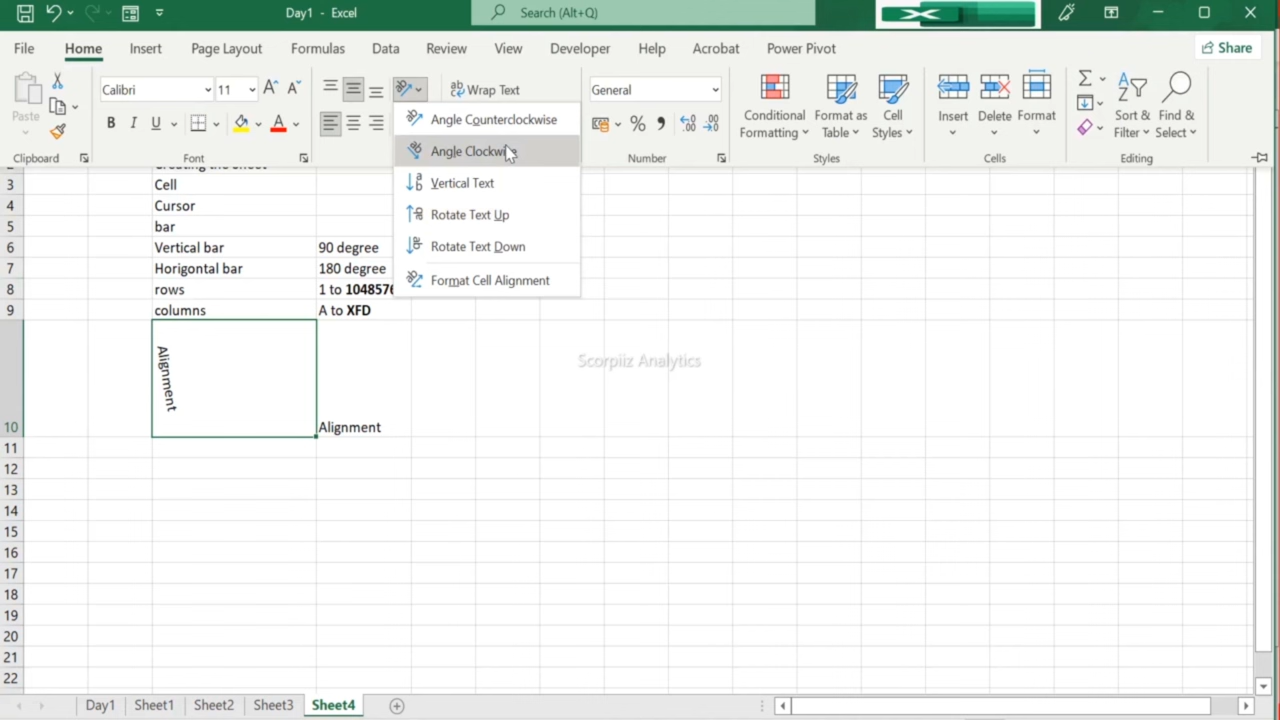 Day1 - Excel
Search (Alt+Q)
File Home Insert Page Layout Formulas Data Review View Developer Help Acrobat Power Pivot Share
Paste
Calibri 11
B I U
Wrap Text
General
Conditional Formatting
Format as Table
Cell Styles
Insert Delete Format
Sort & Filter
Find & Select
Clipboard Font Number Styles Cells Editing
Angle Counterclockwise
Angle Clockwise
Vertical Text
Rotate Text Up
Rotate Text Down
Format Cell Alignment
2 Creating the sheet
3 Cell
4 Cursor
5 bar
6 Vertical bar 90 degree
7 Horigontal bar 180 degree
8 rows 1 to 1048576
9 columns A to XFD
Alignment
Scorpiiz Analytics
10 Alignment
11
12
13
14
15
16
17
18
19
20
21
22
Day1 Sheet1 Sheet2 Sheet3 Sheet4